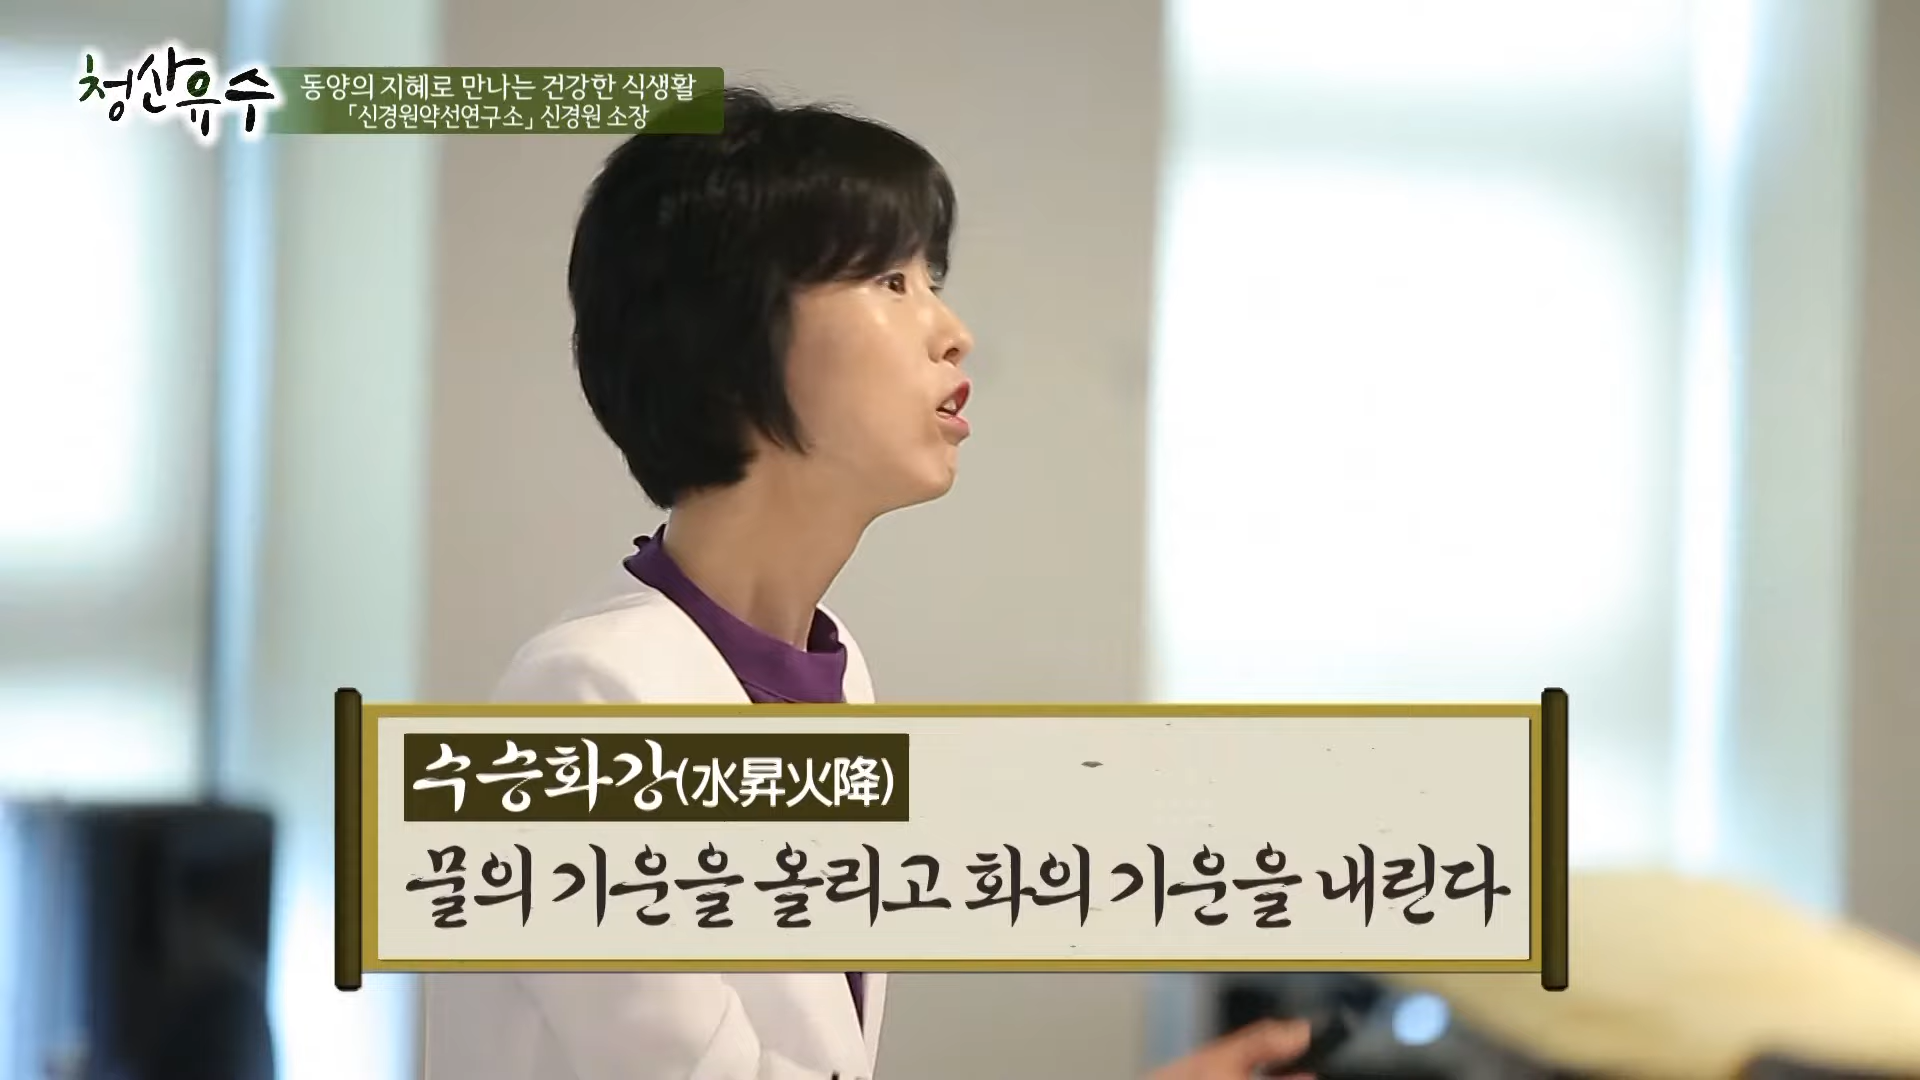 청산유수
동양의 지혜로 만나는 건강한 식생활
「신경원약선연구소」 신경원 소장
수승화강(水昇火降)
물의 기운을 올리고 화의 기운을 내린다